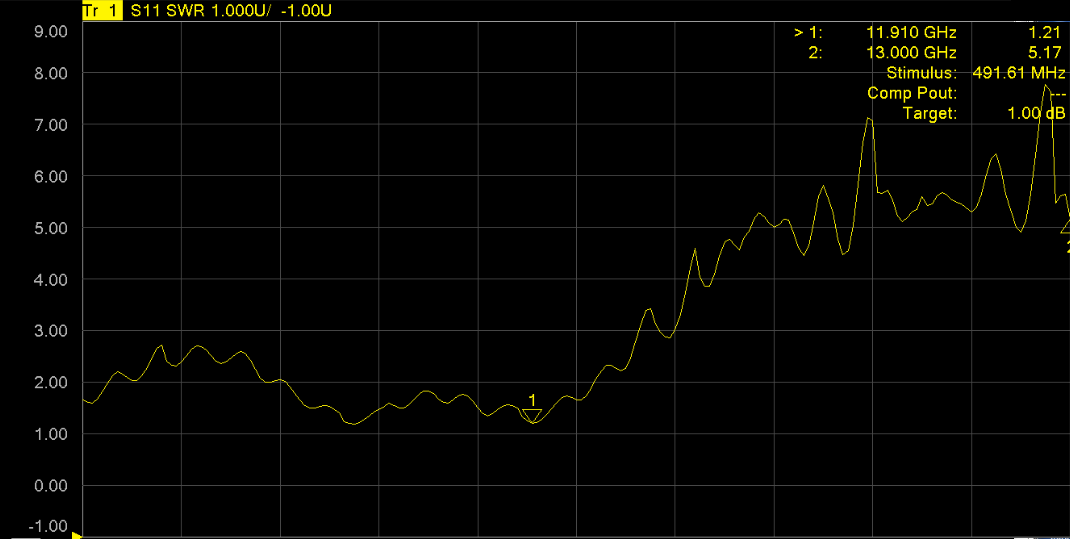 Tr 1 S11 SWR 1.000U/ -1.00U
9.00
8.00
7.00
6.00
5.00
4.00
3.00
2.00
1.00
0.00
-1.00
> 1: 11.910 GHz 1.21
2: 13.000 GHz 5.17
Stimulus: 491.61 MHz
Comp Pout: ---
Target: 1.00 dB
1
2